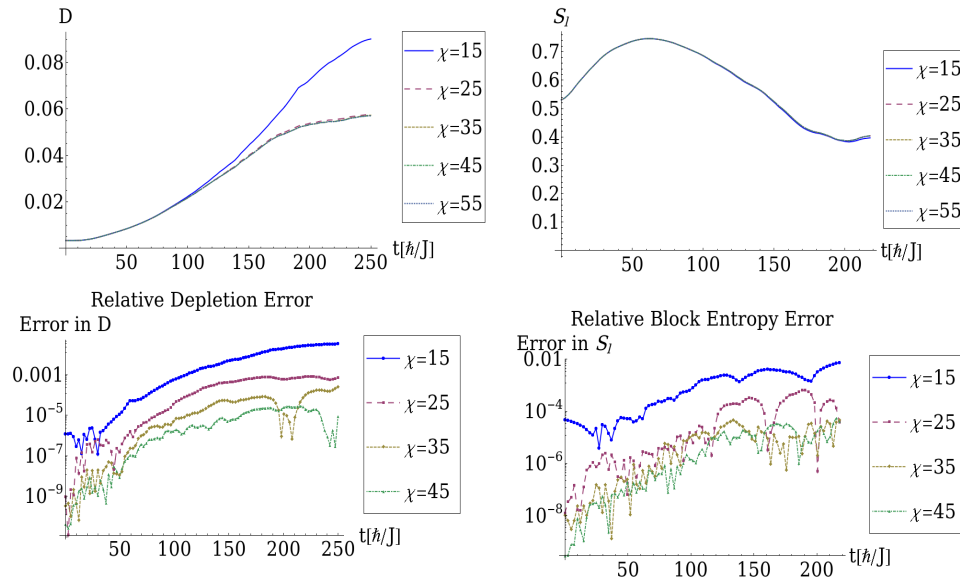 D
0.08
0.06
0.04
0.02
50 100 150 200 250
t[ħ/J]
χ=15
χ=25
χ=35
χ=45
χ=55
S_l
0.7
0.6
0.5
0.4
0.3
0.2
0.1
50 100 150 200
t[ħ/J]
χ=15
χ=25
χ=35
χ=45
χ=55
Relative Depletion Error
Error in D
0.001
10^-5
10^-7
10^-9
50 100 150 200 250
t[ħ/J]
χ=15
χ=25
χ=35
χ=45
Relative Block Entropy Error
Error in S_l
0.01
10^-4
10^-6
10^-8
50 100 150 200
t[ħ/J]
χ=15
χ=25
χ=35
χ=45